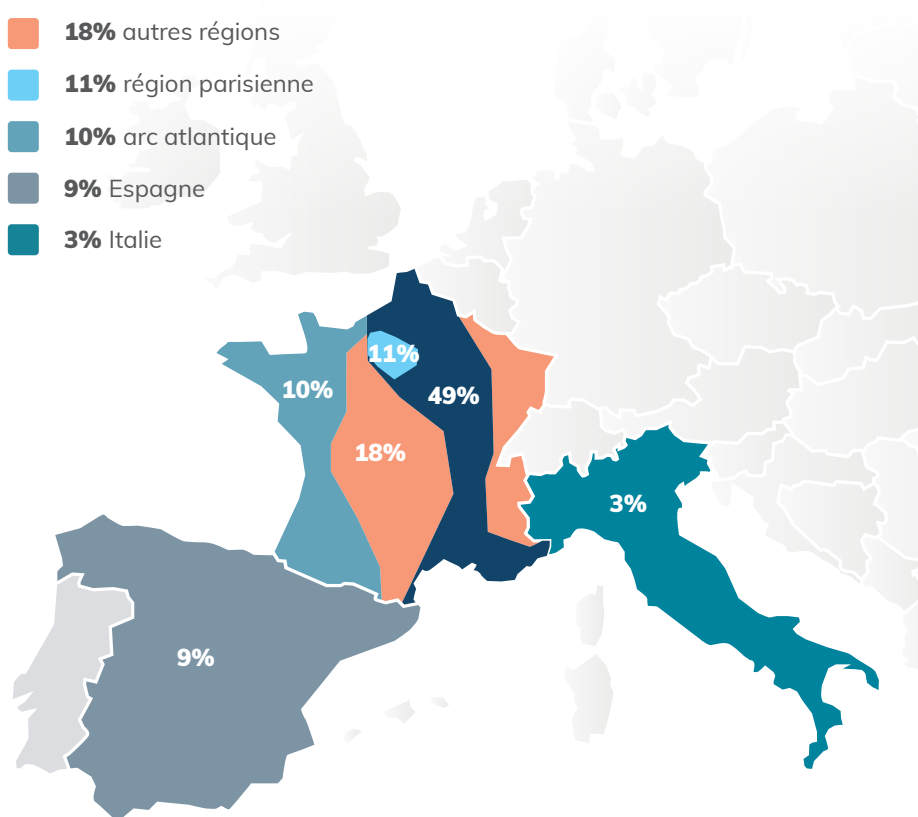 18% autres régions
11% région parisienne
10% arc atlantique
9% Espagne
3% Italie
11%
10%
49%
18%
3%
9%